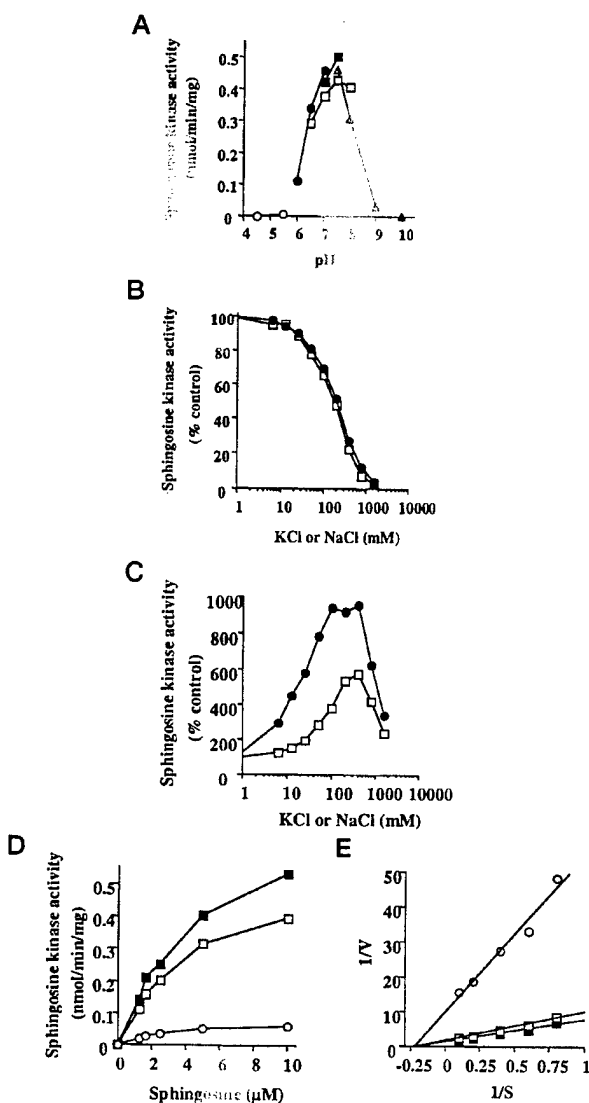 A
kinase activity
(nmol/min/mg)
0.5
0.4
0.3
0.2
0.1
0
4 5 6 7 8 9 10
pH
B
Sphingosine kinase activity
(% control)
100
80
60
40
20
0
1 10 100 1000 10000
KCl or NaCl (mM)
C
Sphingosine kinase activity
(% control)
1000
800
600
400
200
0
1 10 100 1000 10000
KCl or NaCl (mM)
D
Sphingosine kinase activity
(nmol/min/mg)
0.5
0.4
0.3
0.2
0.1
0
0 2 4 6 8 10
Sphingosine (µM)
E
1/V
50
40
30
20
10
0
-0.25 0 0.25 0.5 0.75 1
1/S